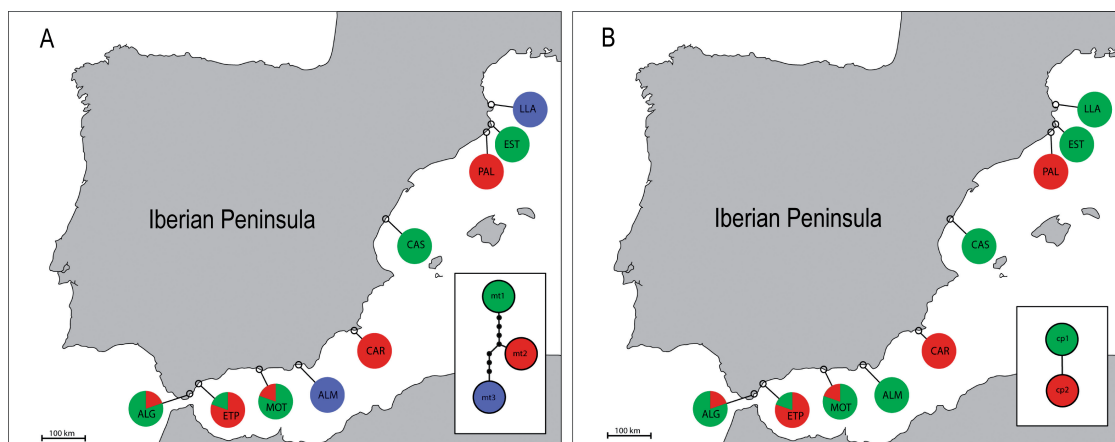 A
LLA
EST
PAL
Iberian Peninsula
CAS
mt1
mt2
mt3
CAR
ALM
MOT
ETP
ALG
100 km
B
LLA
EST
PAL
Iberian Peninsula
CAS
cp1
cp2
CAR
ALM
MOT
ETP
ALG
100 km